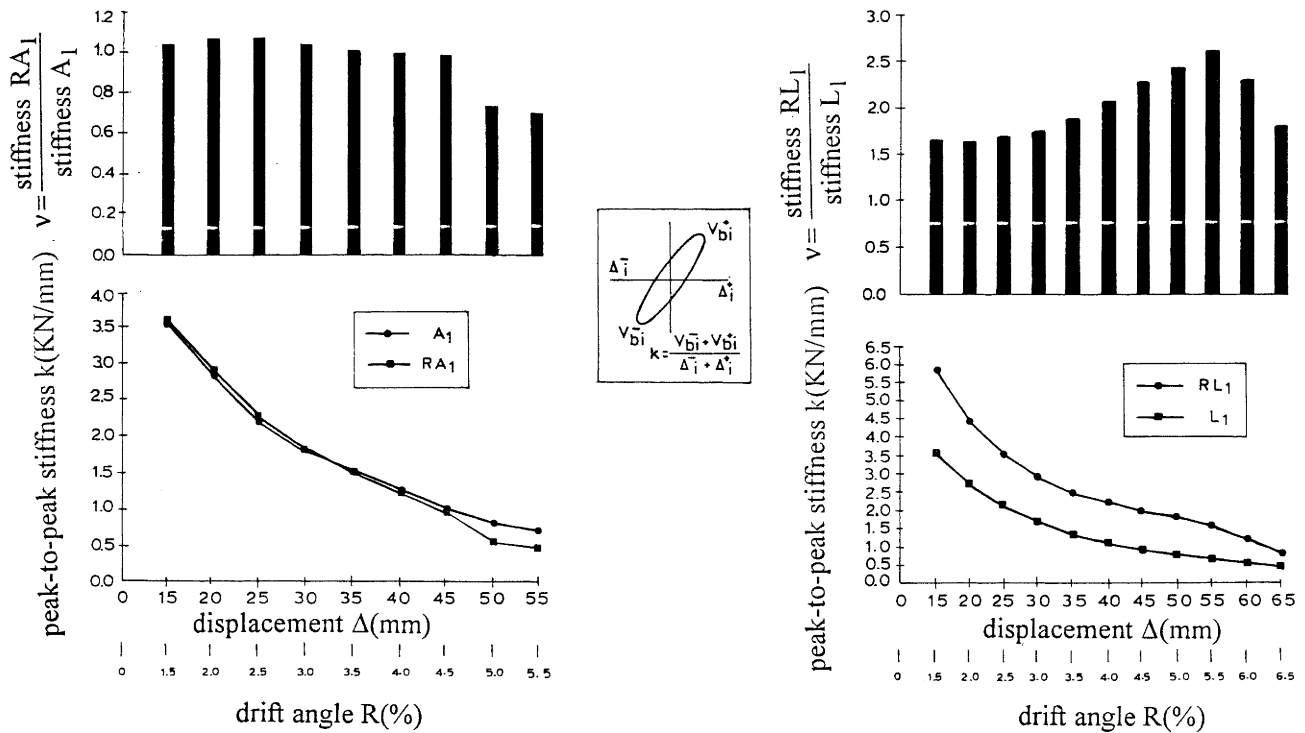 ν = stiffness RA1 / stiffness A1
1.2
1.0
0.8
0.6
0.4
0.2
0.0
peak-to-peak stiffness k(KN/mm)
4.0
3.5
3.0
2.5
2.0
1.5
1.0
0.5
0.0
A1
RA1
0 15 20 25 30 35 40 45 50 55
displacement Δ(mm)
0 1.5 2.0 2.5 3.0 3.5 4.0 4.5 5.0 5.5
drift angle R(%)
V+bi
Δ-i
Δ+i
V-bi
k= V-bi + V+bi / Δ-i + Δ+i
ν = stiffness RL1 / stiffness L1
3.0
2.5
2.0
1.5
1.0
0.5
0.0
peak-to-peak stiffness k(KN/mm)
6.5
6.0
5.5
5.0
4.5
4.0
3.5
3.0
2.5
2.0
1.5
1.0
0.5
0.0
RL1
L1
0 15 20 25 30 35 40 45 50 55 60 65
displacement Δ(mm)
0 1.5 2.0 2.5 3.0 3.5 4.0 4.5 5.0 5.5 6.0 6.5
drift angle R(%)